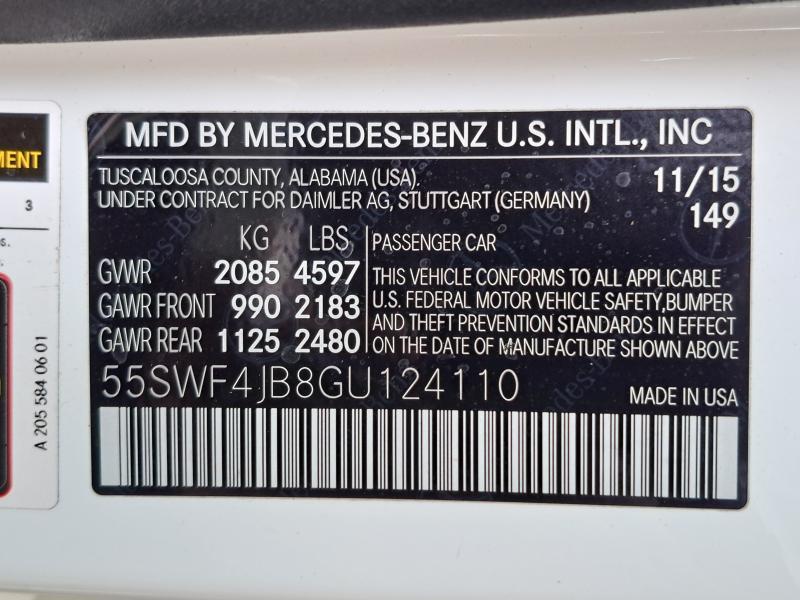 MFD BY MERCEDES-BENZ U.S. INTL., INC
TUSCALOOSA COUNTY, ALABAMA (USA). 11/15
UNDER CONTRACT FOR DAIMLER AG, STUTTGART (GERMANY) 149
KG LBS
GVWR 2085 4597
GAWR FRONT 990 2183
GAWR REAR 1125 2480
PASSENGER CAR
THIS VEHICLE CONFORMS TO ALL APPLICABLE
U.S. FEDERAL MOTOR VEHICLE SAFETY,BUMPER
AND THEFT PREVENTION STANDARDS IN EFFECT
ON THE DATE OF MANUFACTURE SHOWN ABOVE
55SWF4JB8GU124110
MADE IN USA
MENT
3
A 205 584 06 01